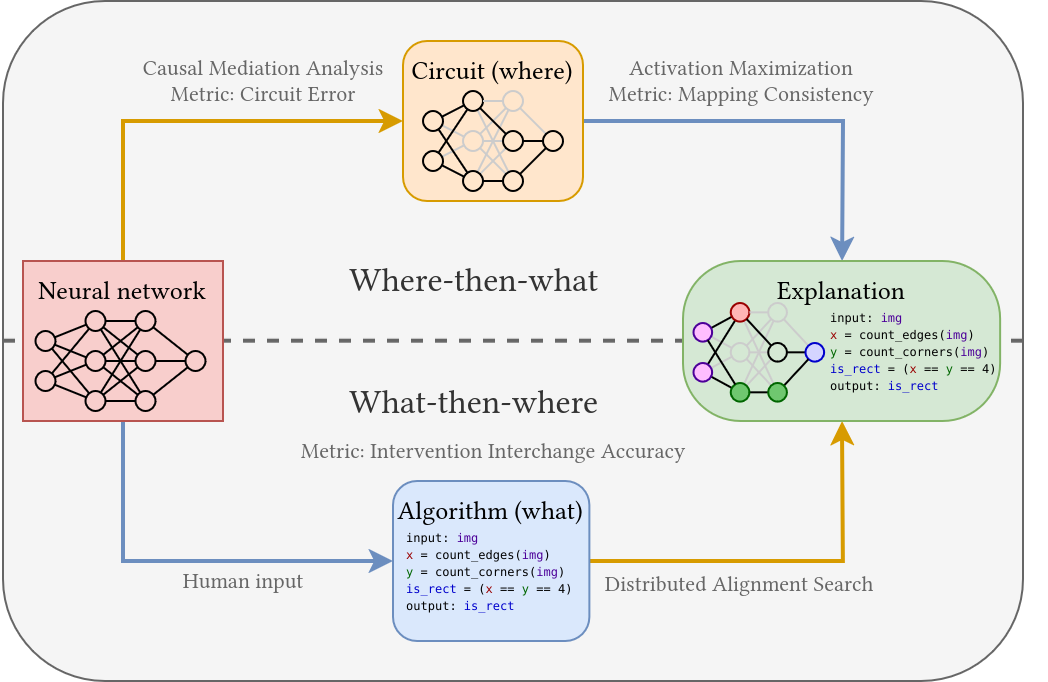 Causal Mediation Analysis
Metric: Circuit Error
Circuit (where)
Activation Maximization
Metric: Mapping Consistency
Neural network
Where-then-what
What-then-where
Metric: Intervention Interchange Accuracy
Explanation
input: img
x = count_edges(img)
y = count_corners(img)
is_rect = (x == y == 4)
output: is_rect
Algorithm (what)
input: img
x = count_edges(img)
y = count_corners(img)
is_rect = (x == y == 4)
output: is_rect
Human input
Distributed Alignment Search